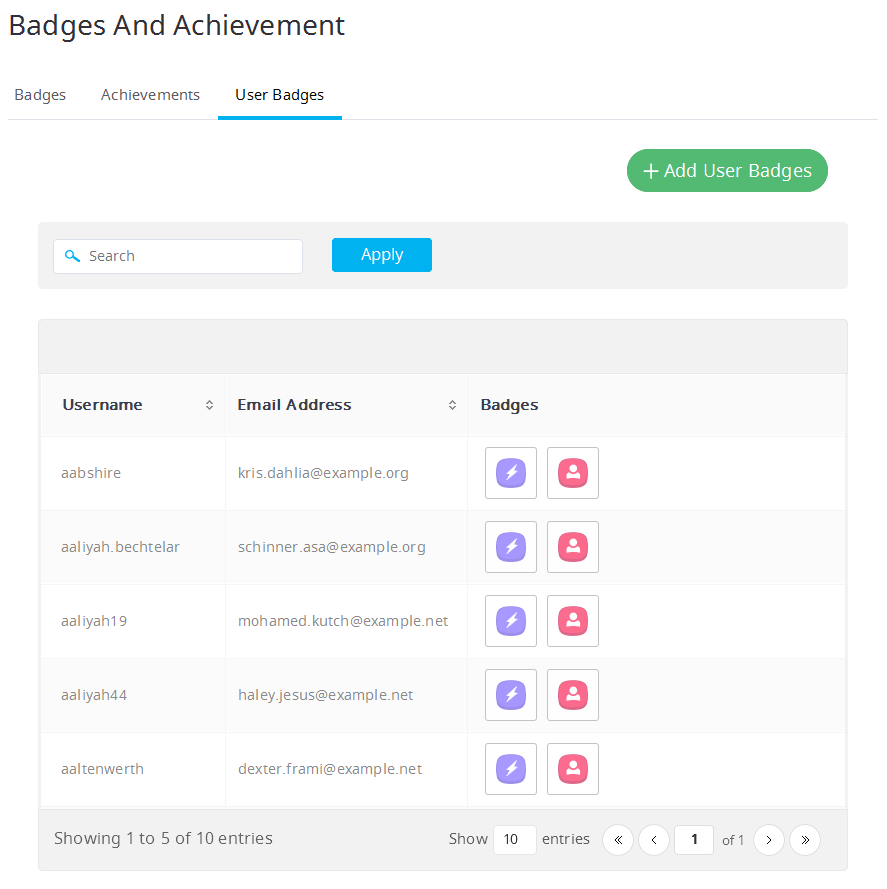 Badges And Achievement
Badges Achievements User Badges
+ Add User Badges
Search Apply
Username Email Address Badges
aabshire kris.dahlia@example.org
aaliyah.bechtelar schinner.asa@example.org
aaliyah19 mohamed.kutch@example.net
aaliyah44 haley.jesus@example.net
aaltenwerth dexter.frami@example.net
Showing 1 to 5 of 10 entries Show 10 entries « ‹ 1 of 1 › »